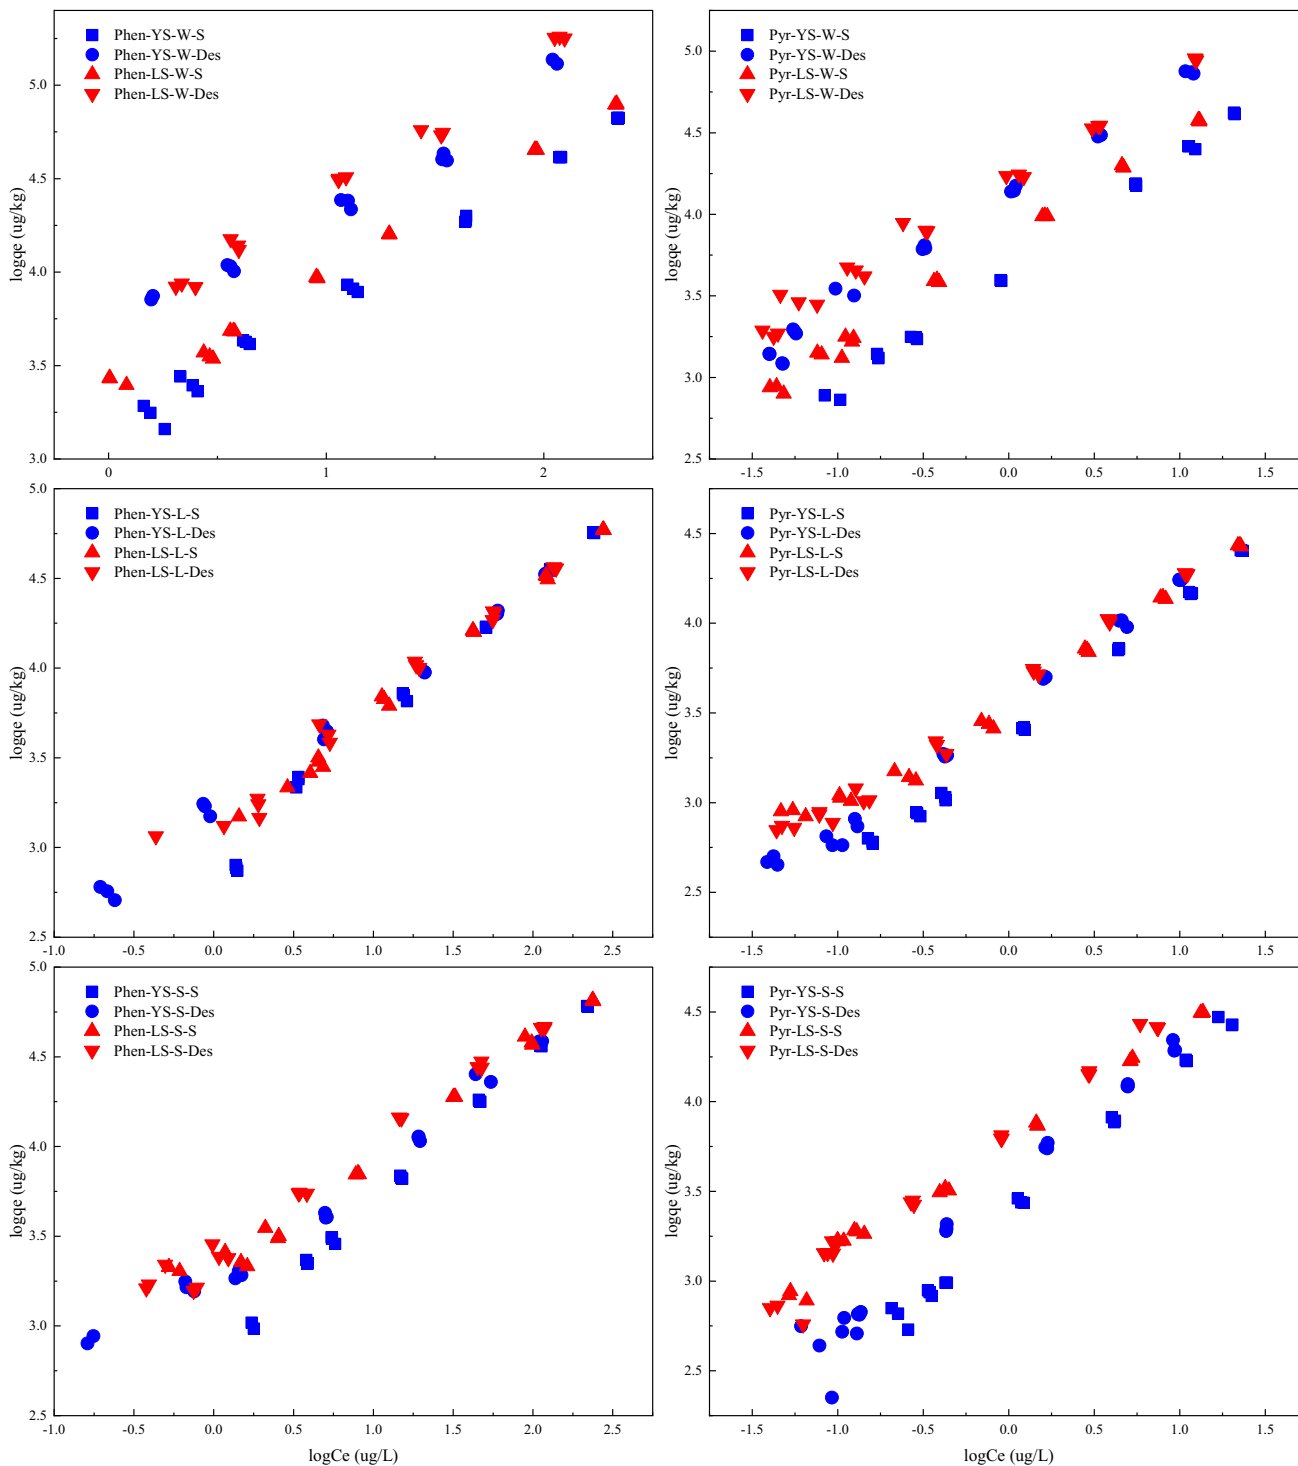 Phen-YS-W-S
Phen-YS-W-Des
Phen-LS-W-S
Phen-LS-W-Des
5.0
4.5
4.0
3.5
3.0
logqe (ug/kg)
0 1 2
Pyr-YS-W-S
Pyr-YS-W-Des
Pyr-LS-W-S
Pyr-LS-W-Des
5.0
4.5
4.0
3.5
3.0
2.5
logqe (ug/kg)
-1.5 -1.0 -0.5 0.0 0.5 1.0 1.5
Phen-YS-L-S
Phen-YS-L-Des
Phen-LS-L-S
Phen-LS-L-Des
5.0
4.5
4.0
3.5
3.0
2.5
logqe (ug/kg)
-1.0 -0.5 0.0 0.5 1.0 1.5 2.0 2.5
Pyr-YS-L-S
Pyr-YS-L-Des
Pyr-LS-L-S
Pyr-LS-L-Des
4.5
4.0
3.5
3.0
2.5
logqe (ug/kg)
-1.5 -1.0 -0.5 0.0 0.5 1.0 1.5
Phen-YS-S-S
Phen-YS-S-Des
Phen-LS-S-S
Phen-LS-S-Des
5.0
4.5
4.0
3.5
3.0
2.5
logqe (ug/kg)
-1.0 -0.5 0.0 0.5 1.0 1.5 2.0 2.5
logCe (ug/L)
Pyr-YS-S-S
Pyr-YS-S-Des
Pyr-LS-S-S
Pyr-LS-S-Des
4.5
4.0
3.5
3.0
2.5
logqe (ug/kg)
-1.5 -1.0 -0.5 0.0 0.5 1.0 1.5
logCe (ug/L)